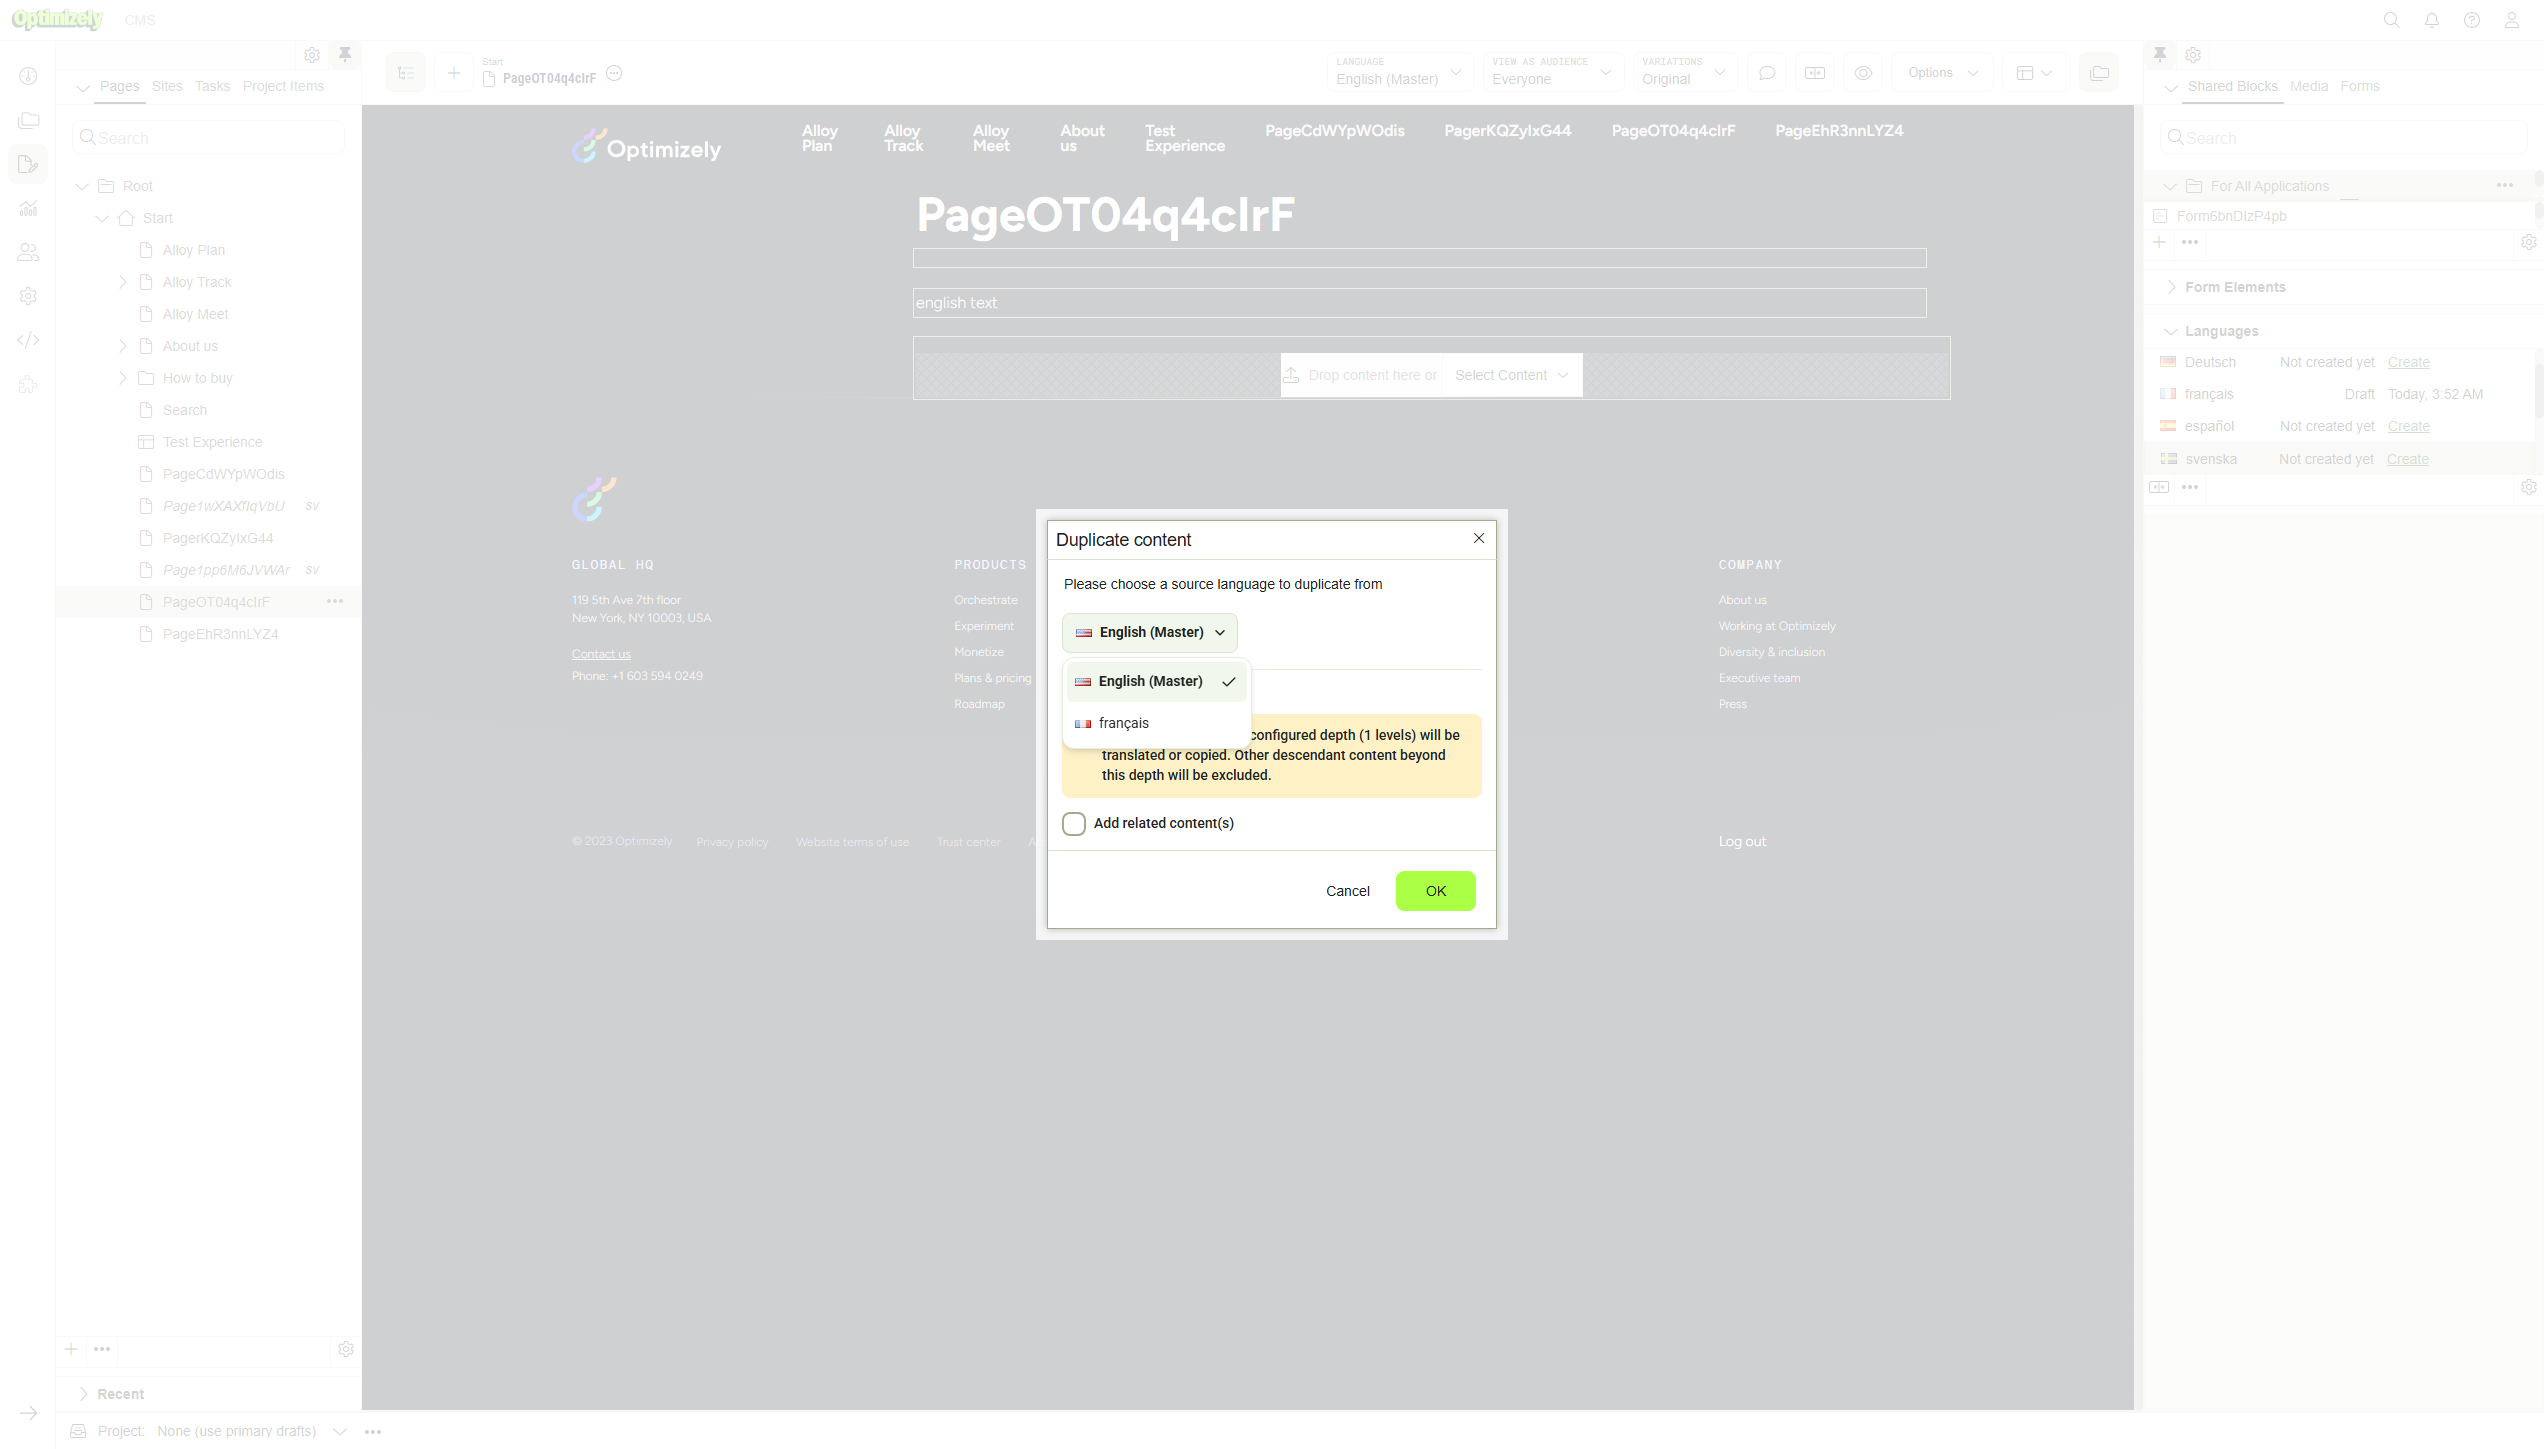 Optimizely CMS
Pages Sites Tasks Project Items
Search
Root
Start
Alloy Plan
Alloy Track
Alloy Meet
About us
How to buy
Search
Test Experience
PageCdWYpWOdis
Page1wXAXfIqVbU SV
PagerKQZyIxG44
Page1pp6M6JVWAr SV
PageOT04q4cIrF
PageEhR3nnLYZ4
Recent
Project: None (use primary drafts)
Start
PageOT04q4cIrF
LANGUAGE
English (Master)
VIEW AS AUDIENCE
Everyone
VARIATIONS
Original
Options
Optimizely
Alloy Plan
Alloy Track
Alloy Meet
About us
Test Experience
PageCdWYpWOdis
PagerKQZyIxG44
PageOT04q4cIrF
PageEhR3nnLYZ4
PageOT04q4cIrF
english text
Drop content here or Select Content
GLOBAL HQ
119 5th Ave 7th floor
New York, NY 10003, USA
Contact us
Phone: +1 603 594 0249
PRODUCTS
Orchestrate
Experiment
Monetize
Plans & pricing
Roadmap
COMPANY
About us
Working at Optimizely
Diversity & inclusion
Executive team
Press
© 2023 Optimizely Privacy policy Website terms of use Trust center
Log out
Duplicate content
Please choose a source language to duplicate from
English (Master)
English (Master)
français
configured depth (1 levels) will be
translated or copied. Other descendant content beyond
this depth will be excluded.
Add related content(s)
Cancel OK
Shared Blocks Media Forms
Search
For All Applications
Form6bnDIzP4pb
Form Elements
Languages
Deutsch Not created yet Create
français Draft Today, 3:52 AM
español Not created yet Create
svenska Not created yet Create